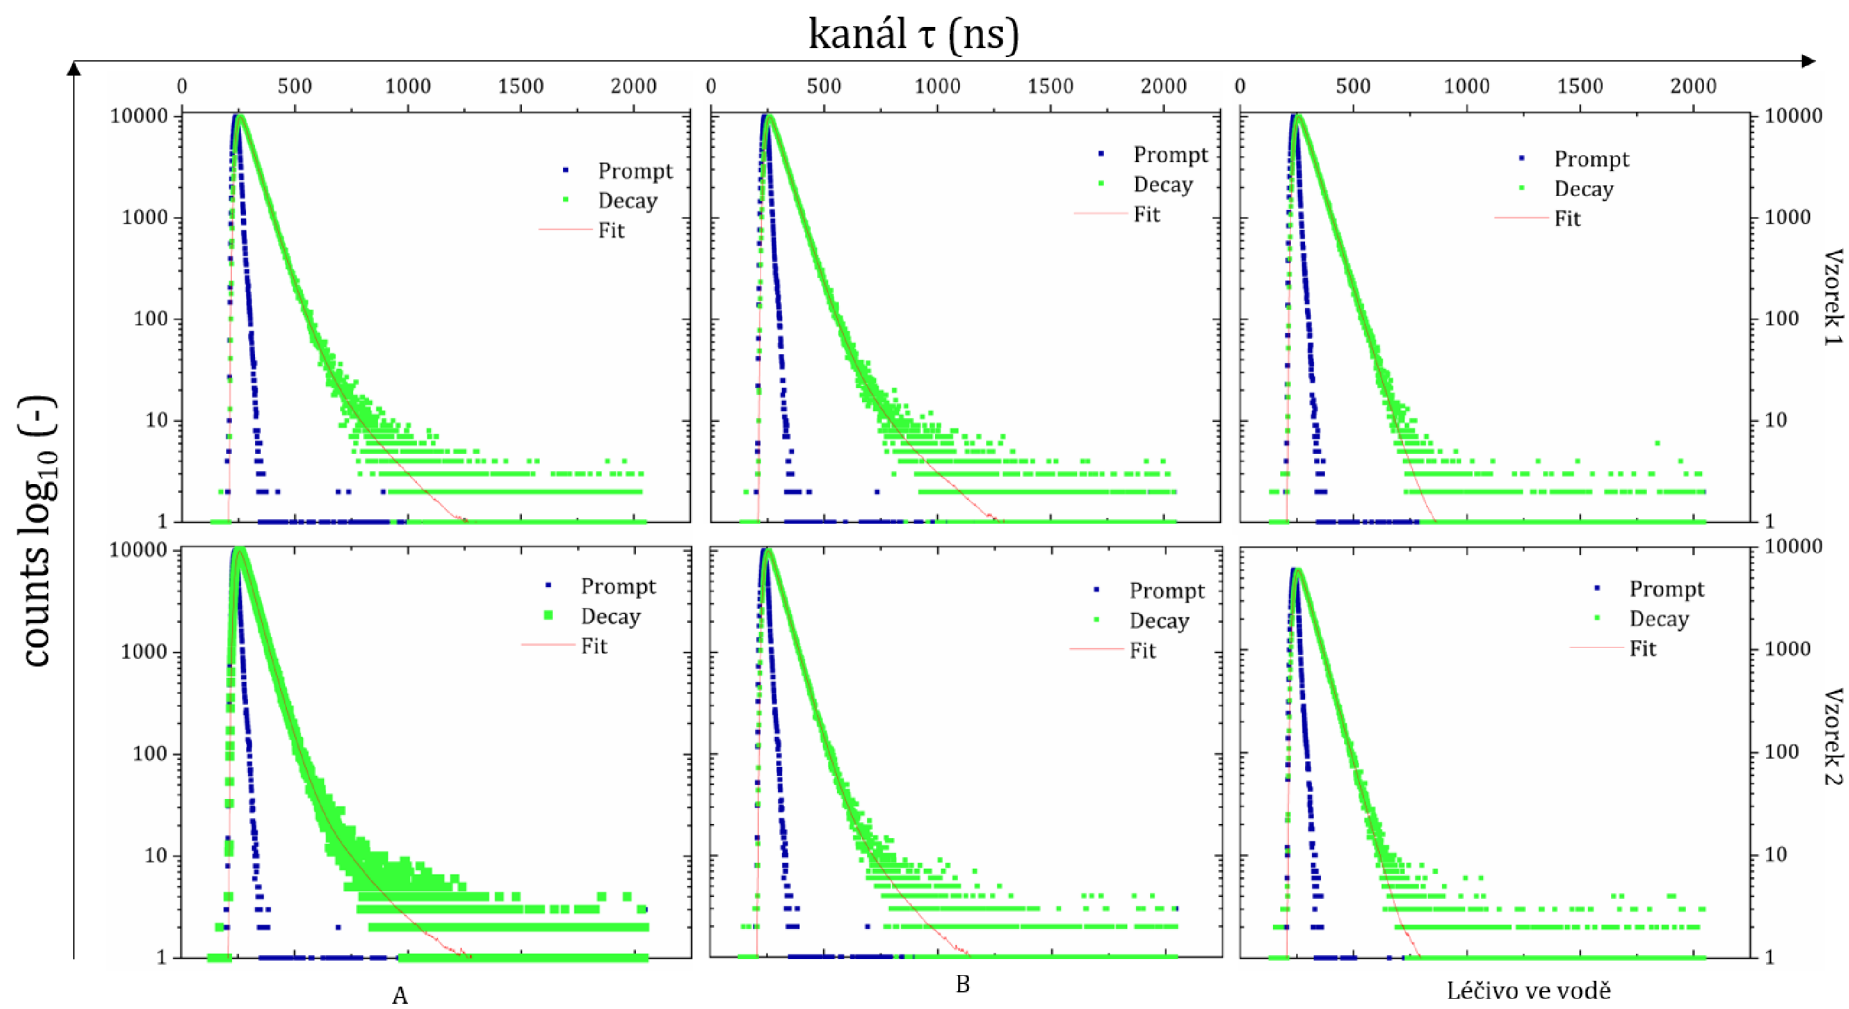 kanál τ (ns)
0 500 1000 1500 2000 0 500 1000 1500 2000 0 500 1000 1500 2000
counts log10 (-)
10000
1000
100
10
1
Prompt
Decay
Fit
Prompt
Decay
Fit
Prompt
Decay
Fit
10000
1000
100
10
1
Vzorek 1
10000
1000
100
10
1
Prompt
Decay
Fit
Prompt
Decay
Fit
Prompt
Decay
Fit
10000
1000
100
10
1
Vzorek 2
A
B
Léčivo ve vodě